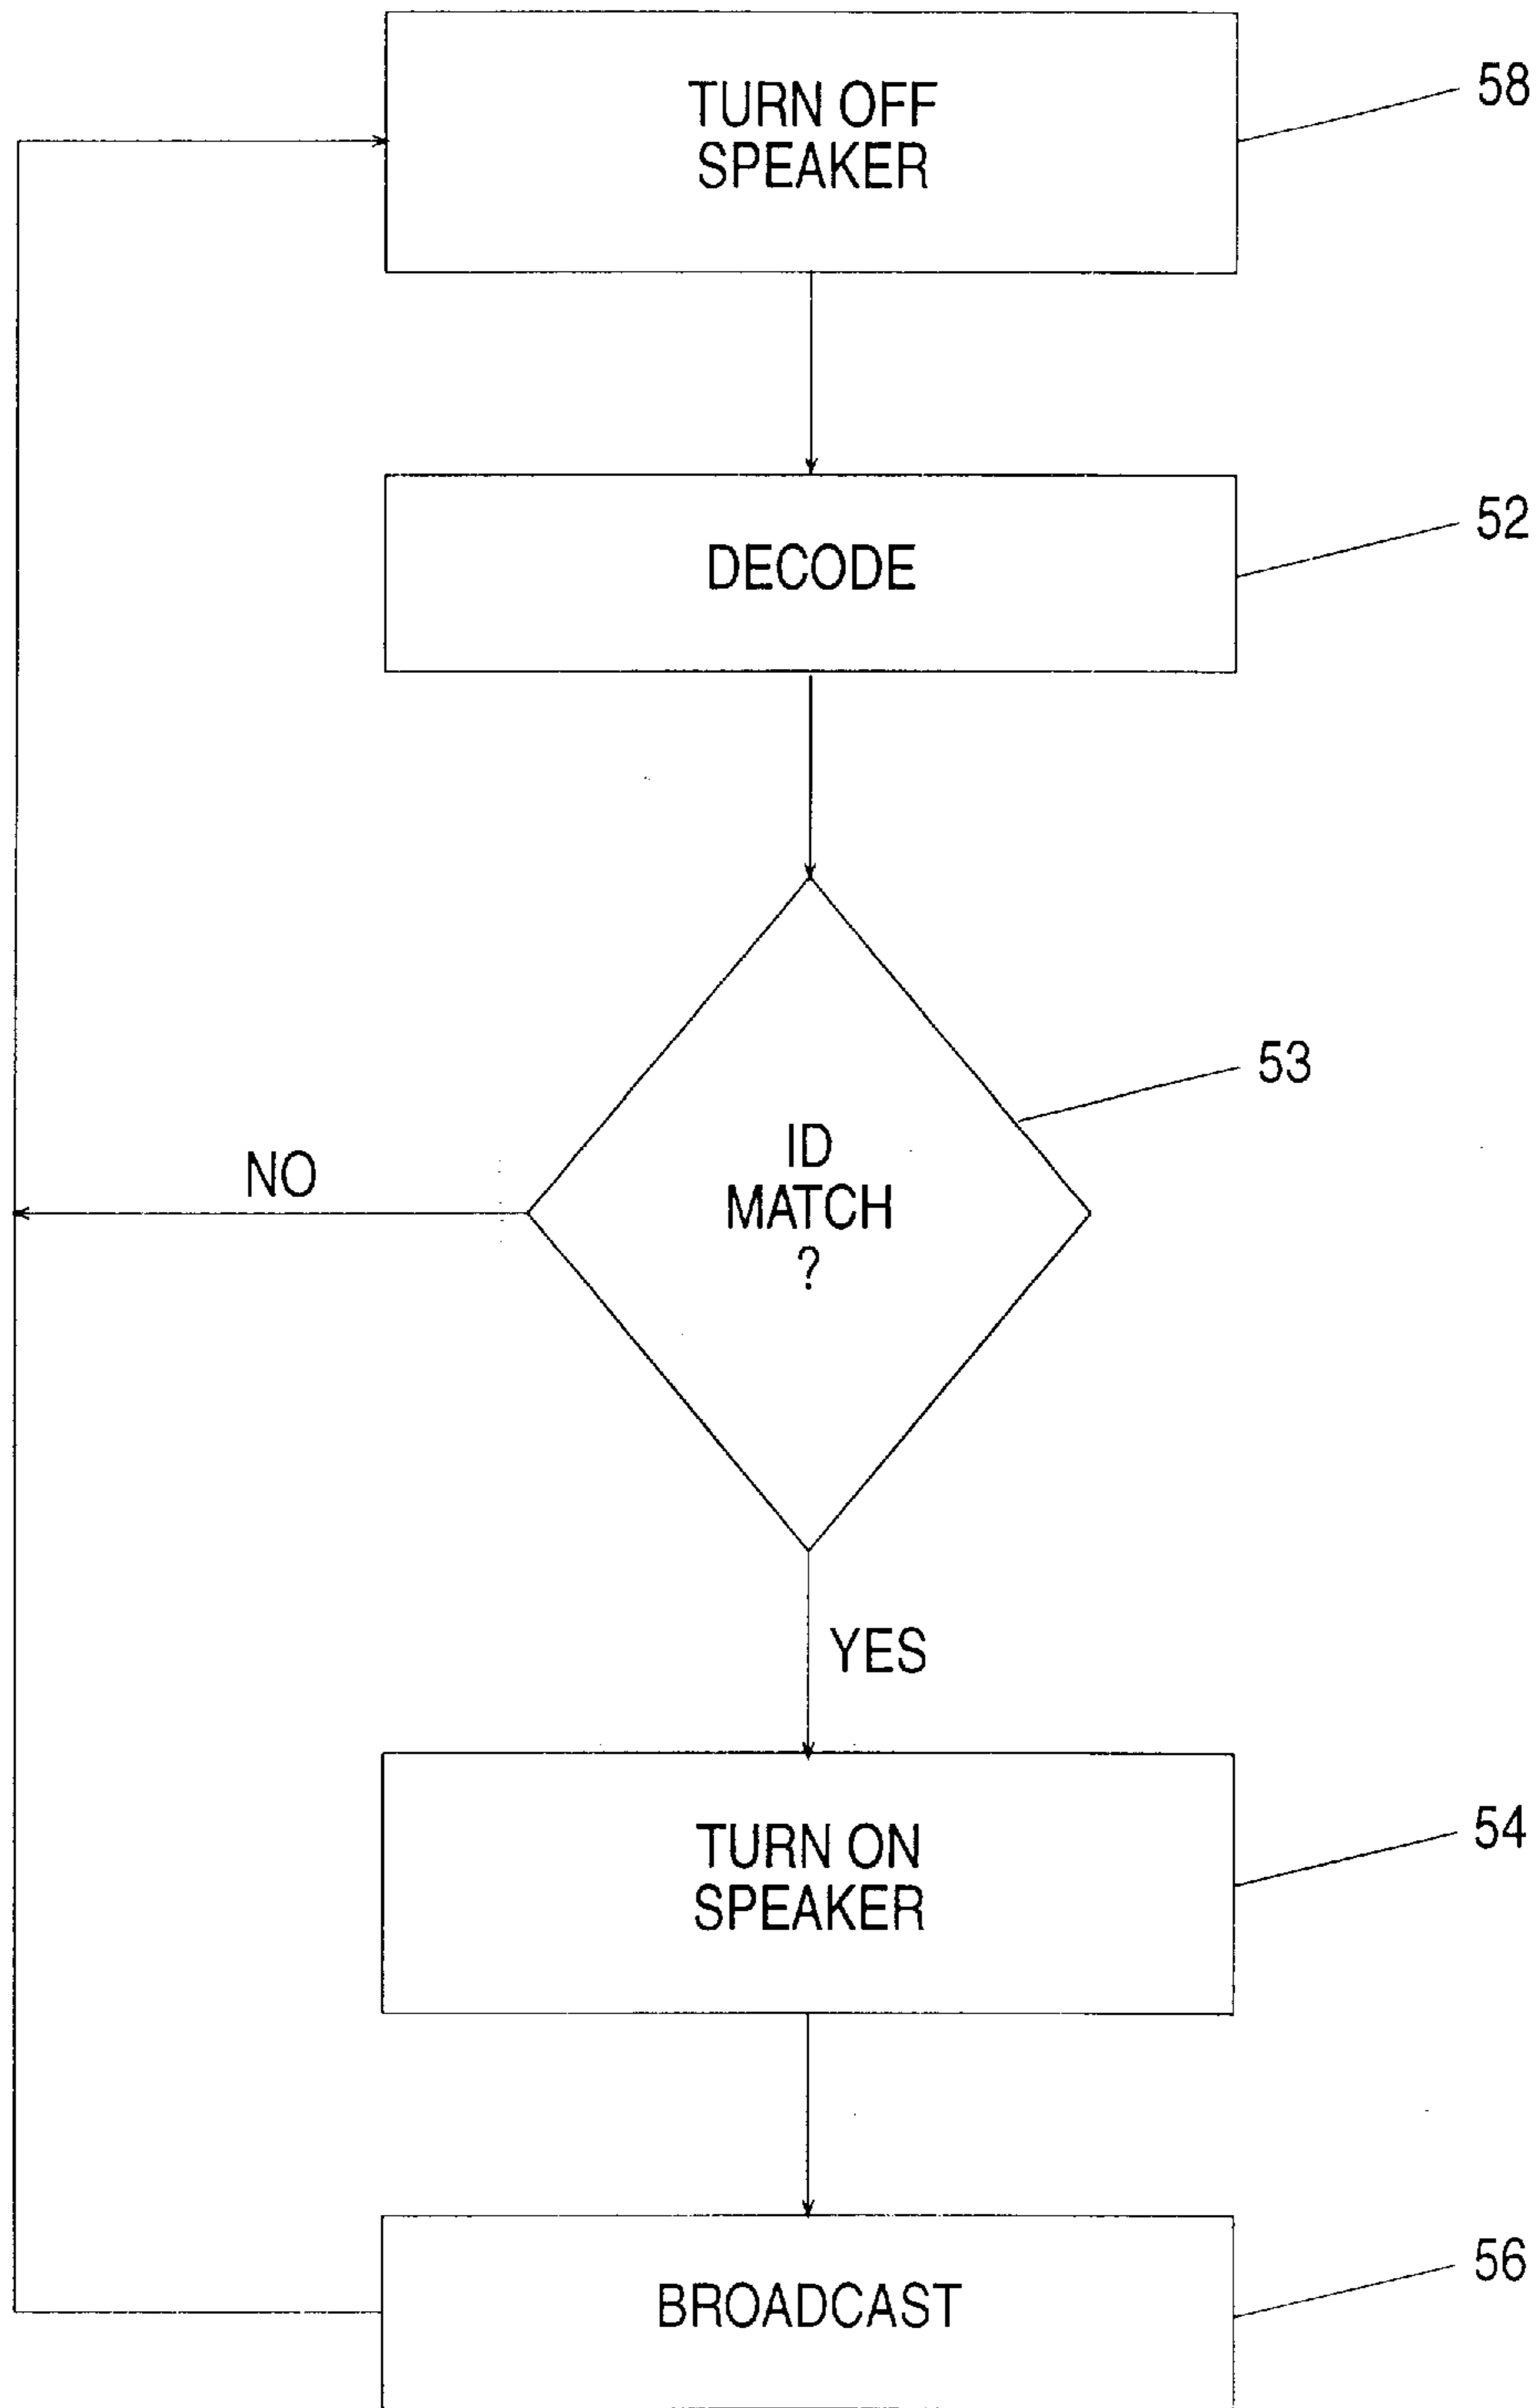 TURN OFF
SPEAKER
58
DECODE
52
53
ID
MATCH
?
NO
YES
TURN ON
SPEAKER
54
BROADCAST
56